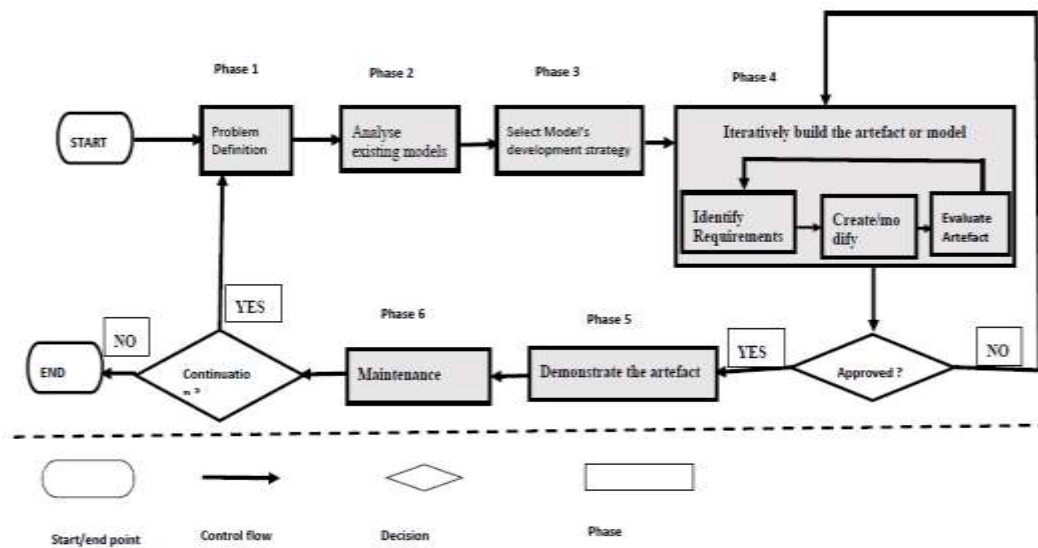 Phase 1
Phase 2
Phase 3
Phase 4
START
Problem
Definition
Analyse
existing models
Select Model's
development strategy
Iteratively build the artefact or model
Identify
Requirements
Create/mo
dify
Evaluate
Artefact
YES
Phase 6
Phase 5
NO
YES
NO
END
Continuatio
n ?
Maintenance
Demonstrate the artefact
Approved ?
Start/end point
Control flow
Decision
Phase